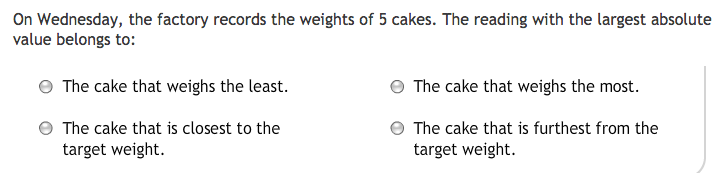 On Wednesday, the factory records the weights of 5 cakes. The reading with the largest absolute
value belongs to:
The cake that weighs the least.
The cake that weighs the most.
The cake that is closest to the
target weight.
The cake that is furthest from the
target weight.